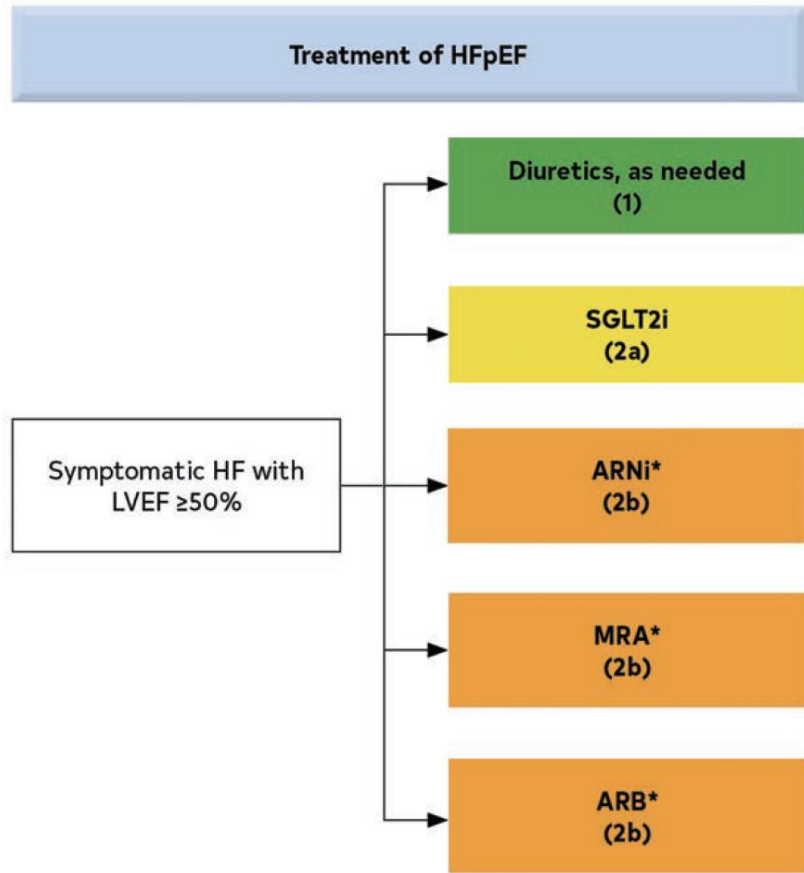 Treatment of HFpEF
Symptomatic HF with
LVEF ≥50%
Diuretics, as needed
(1)
SGLT2i
(2a)
ARNi*
(2b)
MRA*
(2b)
ARB*
(2b)